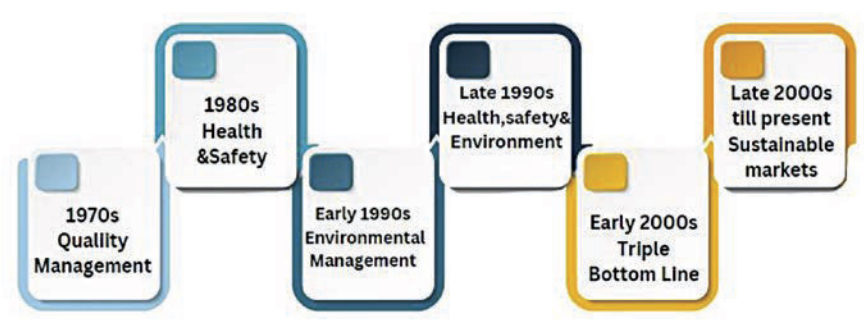 1970s
Quallity
Management
1980s
Health
&Safety
Early 1990s
Environmental
Management
Late 1990s
Health,safety&
Environment
Early 2000s
Triple
Bottom Line
Late 2000s
till present
Sustainable
markets